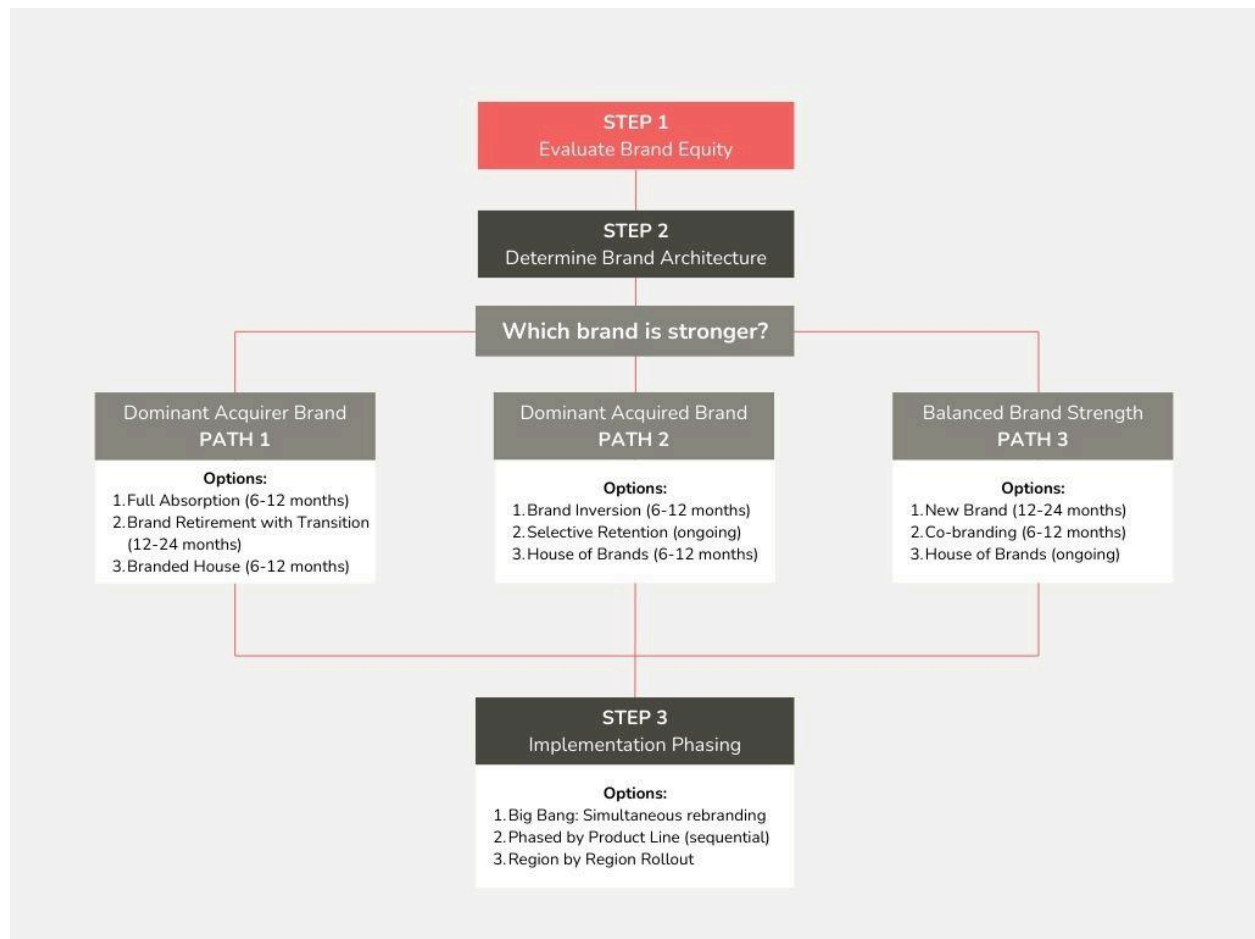 STEP 1
Evaluate Brand Equity
STEP 2
Determine Brand Architecture
Which brand is stronger?
Dominant Acquirer Brand
PATH 1
Options:
1. Full Absorption (6-12 months)
2. Brand Retirement with Transition
(12-24 months)
3. Branded House (6-12 months)
Dominant Acquired Brand
PATH 2
Options:
1. Brand Inversion (6-12 months)
2. Selective Retention (ongoing)
3. House of Brands (6-12 months)
Balanced Brand Strength
PATH 3
Options:
1. New Brand (12-24 months)
2. Co-branding (6-12 months)
3. House of Brands (ongoing)
STEP 3
Implementation Phasing
Options:
1. Big Bang: Simultaneous rebranding
2. Phased by Product Line (sequential)
3. Region by Region Rollout